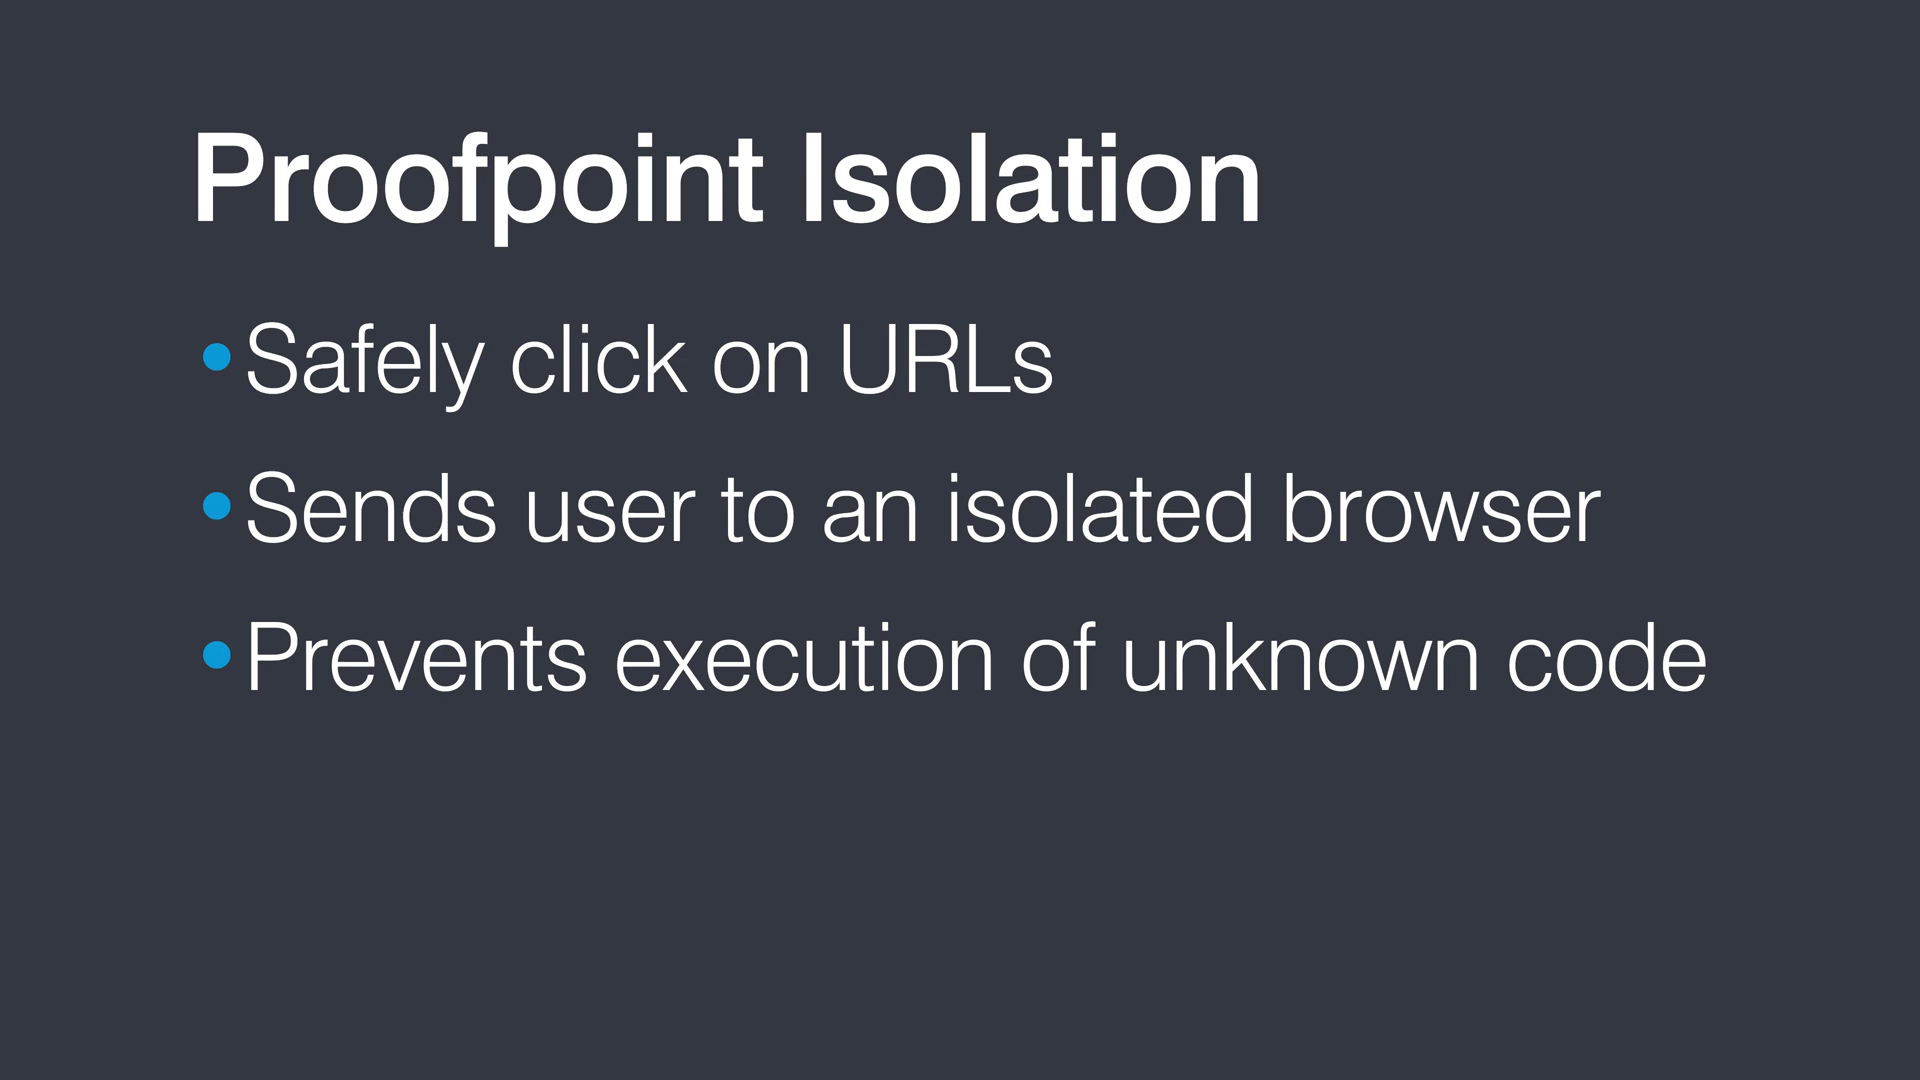 Proofpoint Isolation
• Safely click on URLs
• Sends user to an isolated browser
• Prevents execution of unknown code